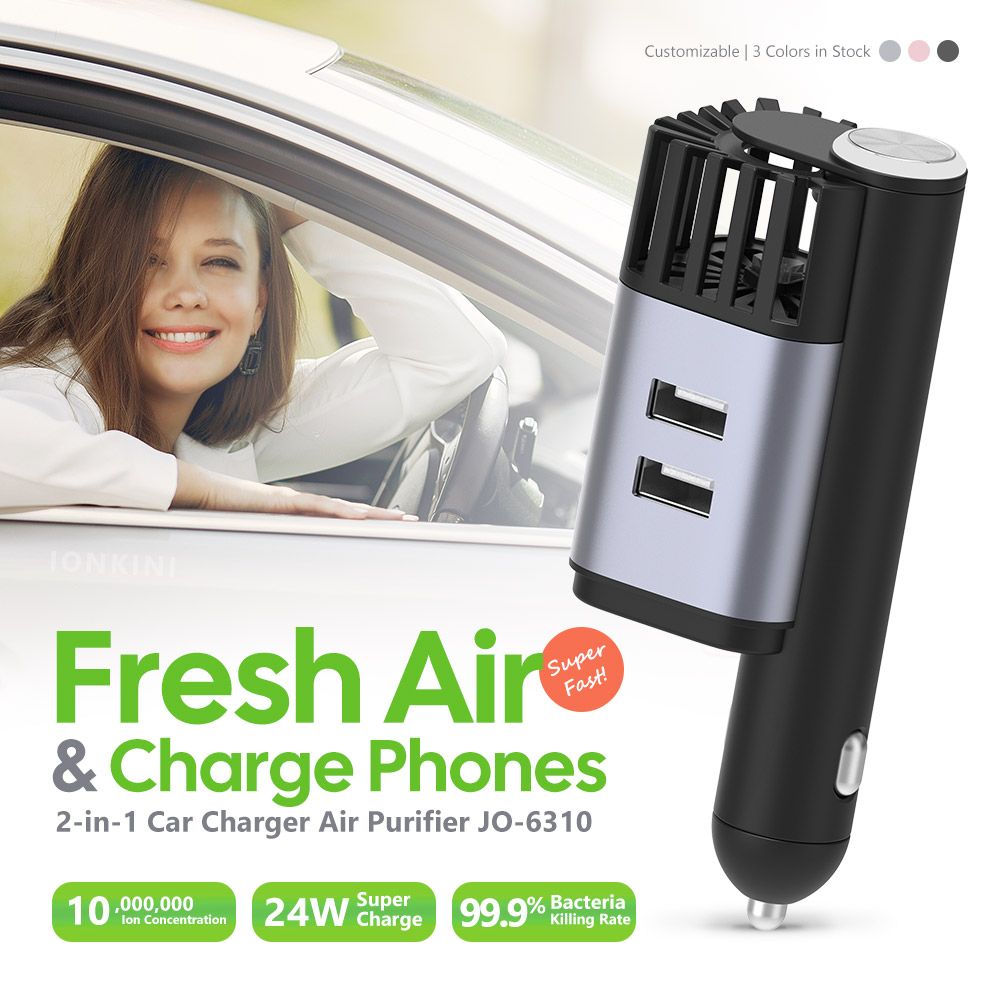 Customizable | 3 Colors in Stock
IONKINI
Fresh Air
Super
Fast!
& Charge Phones
2-in-1 Car Charger Air Purifier JO-6310
10,000,000
Ion Concentration
24W Super
Charge
99.9% Bacteria
Killing Rate